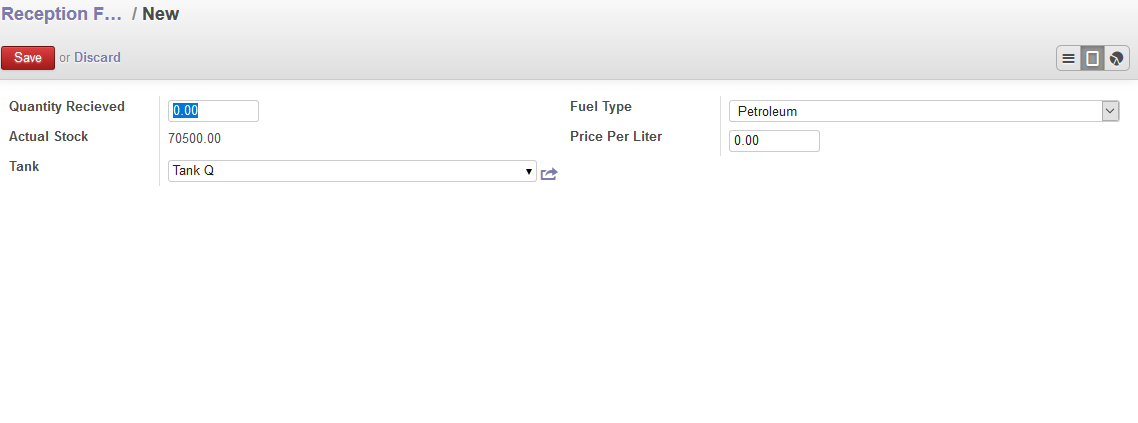 Reception F... / New
Save or Discard
Quantity Recieved 0.00 Fuel Type Petroleum
Actual Stock 70500.00 Price Per Liter 0.00
Tank Tank Q